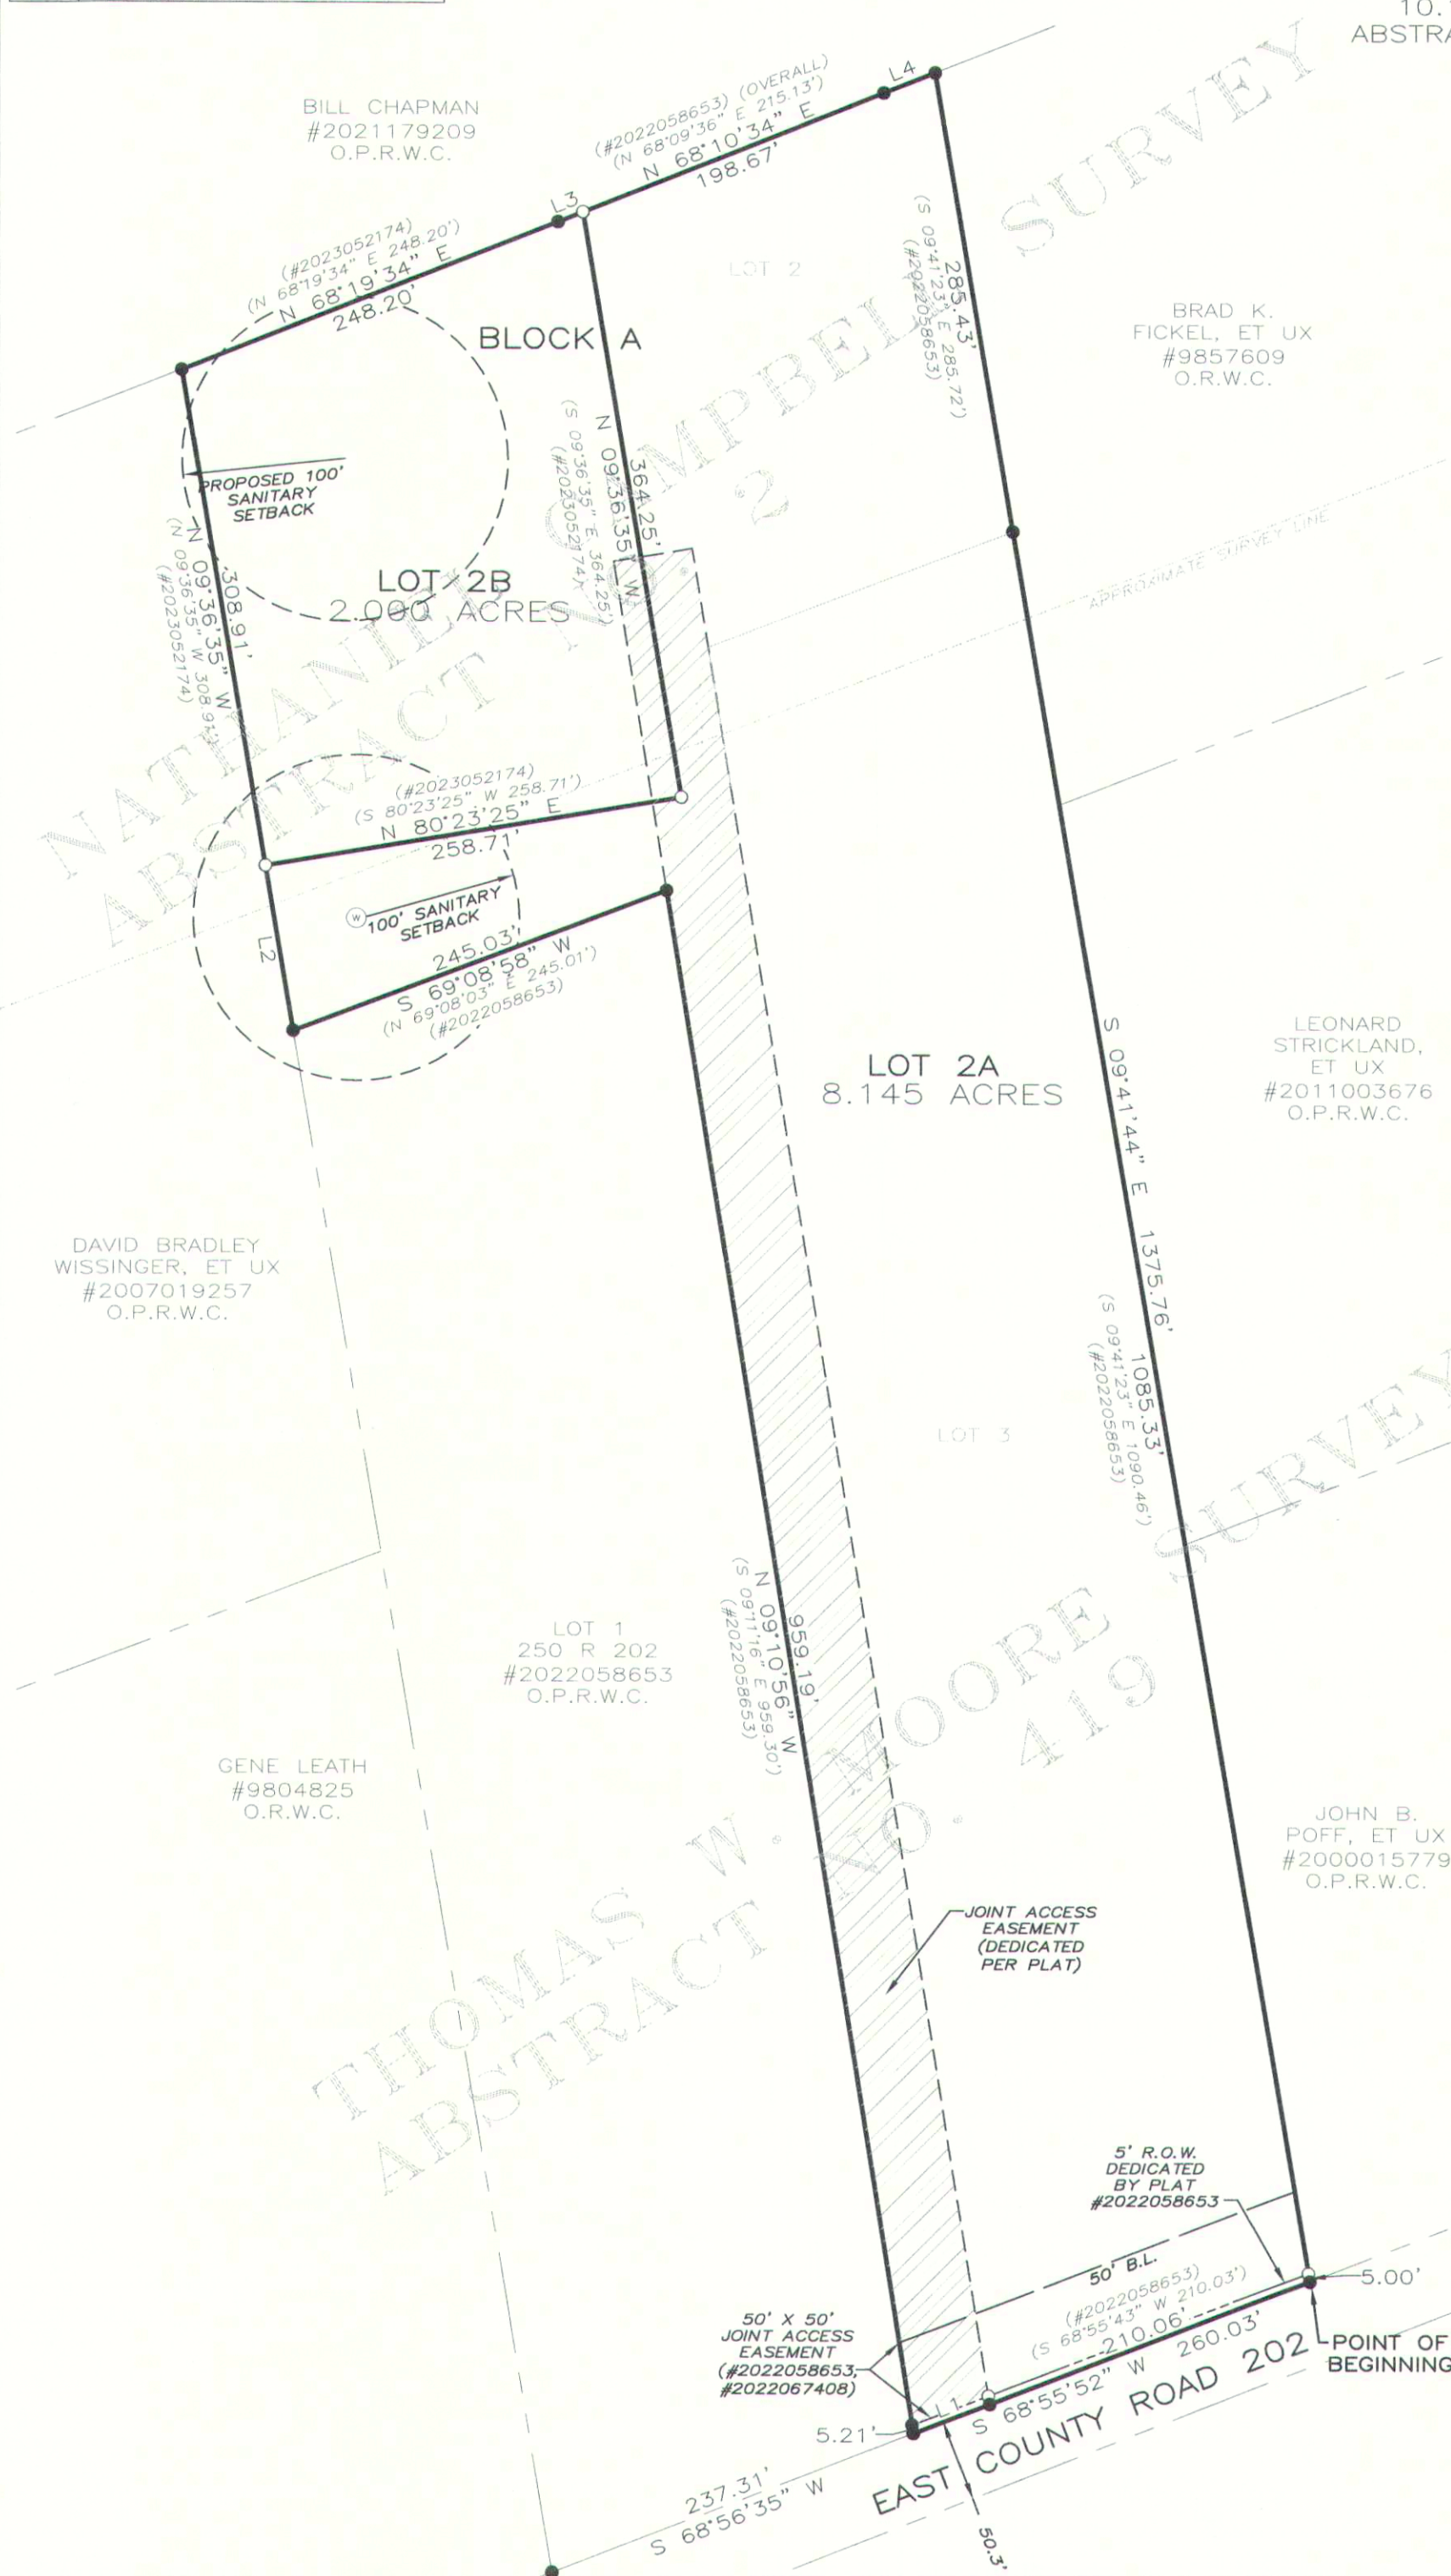 10.
ABSTRA
BILL CHAPMAN
#2021179209
O.P.R.W.C.
(#2022058653) (OVERALL)
(N 68°09'36" E 215.13')
N 68°10'34" E
198.67'
L4
L3
(#2023052174)
(N 68°19'34" E 248.20')
N 68°19'34" E
248.20'
BLOCK A
LOT 2
285.43'
(S 09°41'23" E 285.72')
(#2022058653)
BRAD K.
FICKEL, ET UX
#9857609
O.R.W.C.
PROPOSED 100'
SANITARY
SETBACK
364.25'
N 09°36'35" W
(S 09°36'35" E 364.25')
(#2023052174)
308.91'
N 09°36'35" W
(N 09°36'35" W 308.91')
(#2023052174)
LOT 2B
2.000 ACRES
NATHANIEL CAMPBELL SURVEY
ABSTRACT NO. 2
APPROXIMATE SURVEY LINE
(#2023052174)
(S 80°23'25" W 258.71')
N 80°23'25" E
258.71'
W
100' SANITARY
SETBACK
L2
245.03'
S 69°08'58" W
(N 69°08'03" E 245.01')
(#2022058653)
LOT 2A
8.145 ACRES
S 09°41'44" E 1375.76'
LEONARD
STRICKLAND,
ET UX
#2011003676
O.P.R.W.C.
DAVID BRADLEY
WISSINGER, ET UX
#2007019257
O.P.R.W.C.
1085.33'
(S 09°41'23" E 1090.46')
(#2022058653)
LOT 3
959.19'
N 09°10'56" W
(S 09°11'16" E 959.30')
(#2022058653)
LOT 1
250 R 202
#2022058653
O.P.R.W.C.
GENE LEATH
#9804825
O.R.W.C.
THOMAS W. MOORE SURVEY
ABSTRACT NO. 419
JOHN B.
POFF, ET UX
#2000015779
O.P.R.W.C.
JOINT ACCESS
EASEMENT
(DEDICATED
PER PLAT)
5' R.O.W.
DEDICATED
BY PLAT
#2022058653
50' B.L.
5.00'
(#2022058653)
(S 68°55'43" W 210.03')
210.06'
S 68°55'52" W 260.03'
50' X 50'
JOINT ACCESS
EASEMENT
(#2022058653,
#2022067408)
L1
5.21'
POINT OF
BEGINNING
EAST COUNTY ROAD 202
237.31'
S 68°56'35" W
50.3'